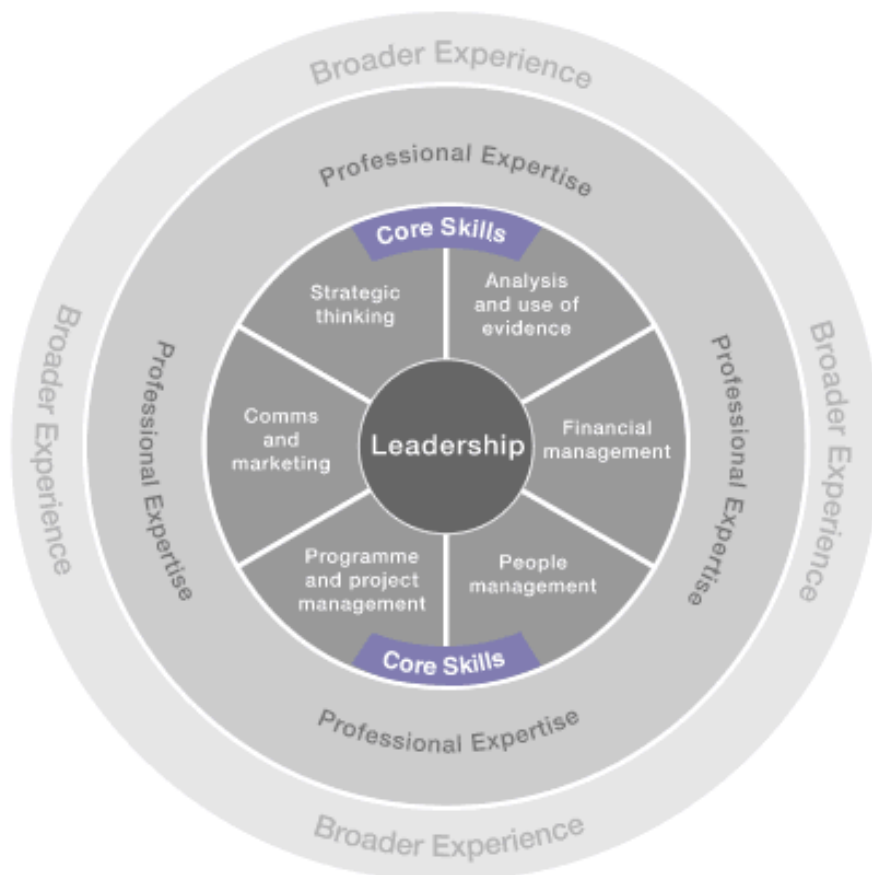 Broader Experience
Professional Expertise
Core Skills
Strategic
thinking
Analysis
and use of
evidence
Broader Experience
Professional Expertise
Comms
and
marketing
Leadership
Financial
management
Professional Expertise
Broader Experience
Programme
and project
management
People
management
Core Skills
Professional Expertise
Broader Experience